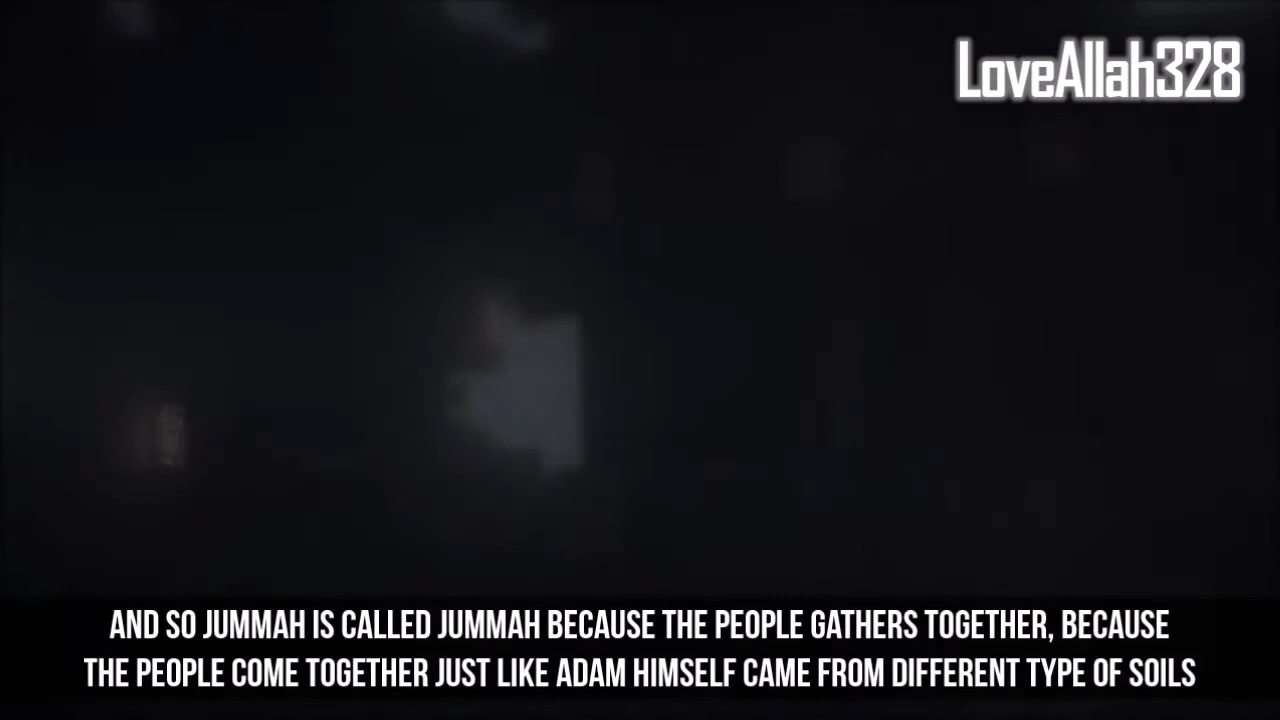 LoveAllah328
AND SO JUMMAH IS CALLED JUMMAH BECAUSE THE PEOPLE GATHERS TOGETHER, BECAUSE
THE PEOPLE COME TOGETHER JUST LIKE ADAM HIMSELF CAME FROM DIFFERENT TYPE OF SOILS